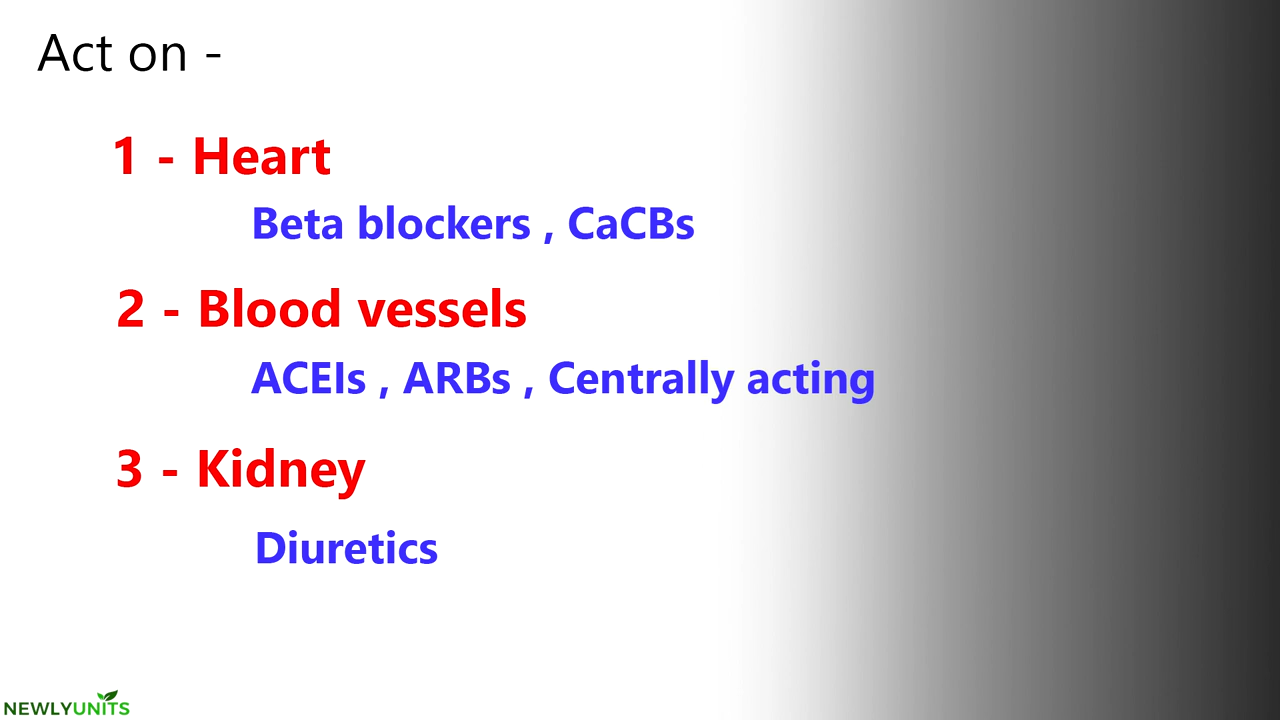 Act on -
1 - Heart
Beta blockers , CaCBs
2 - Blood vessels
ACEIs , ARBs , Centrally acting
3 - Kidney
Diuretics
NEWLYUNITS